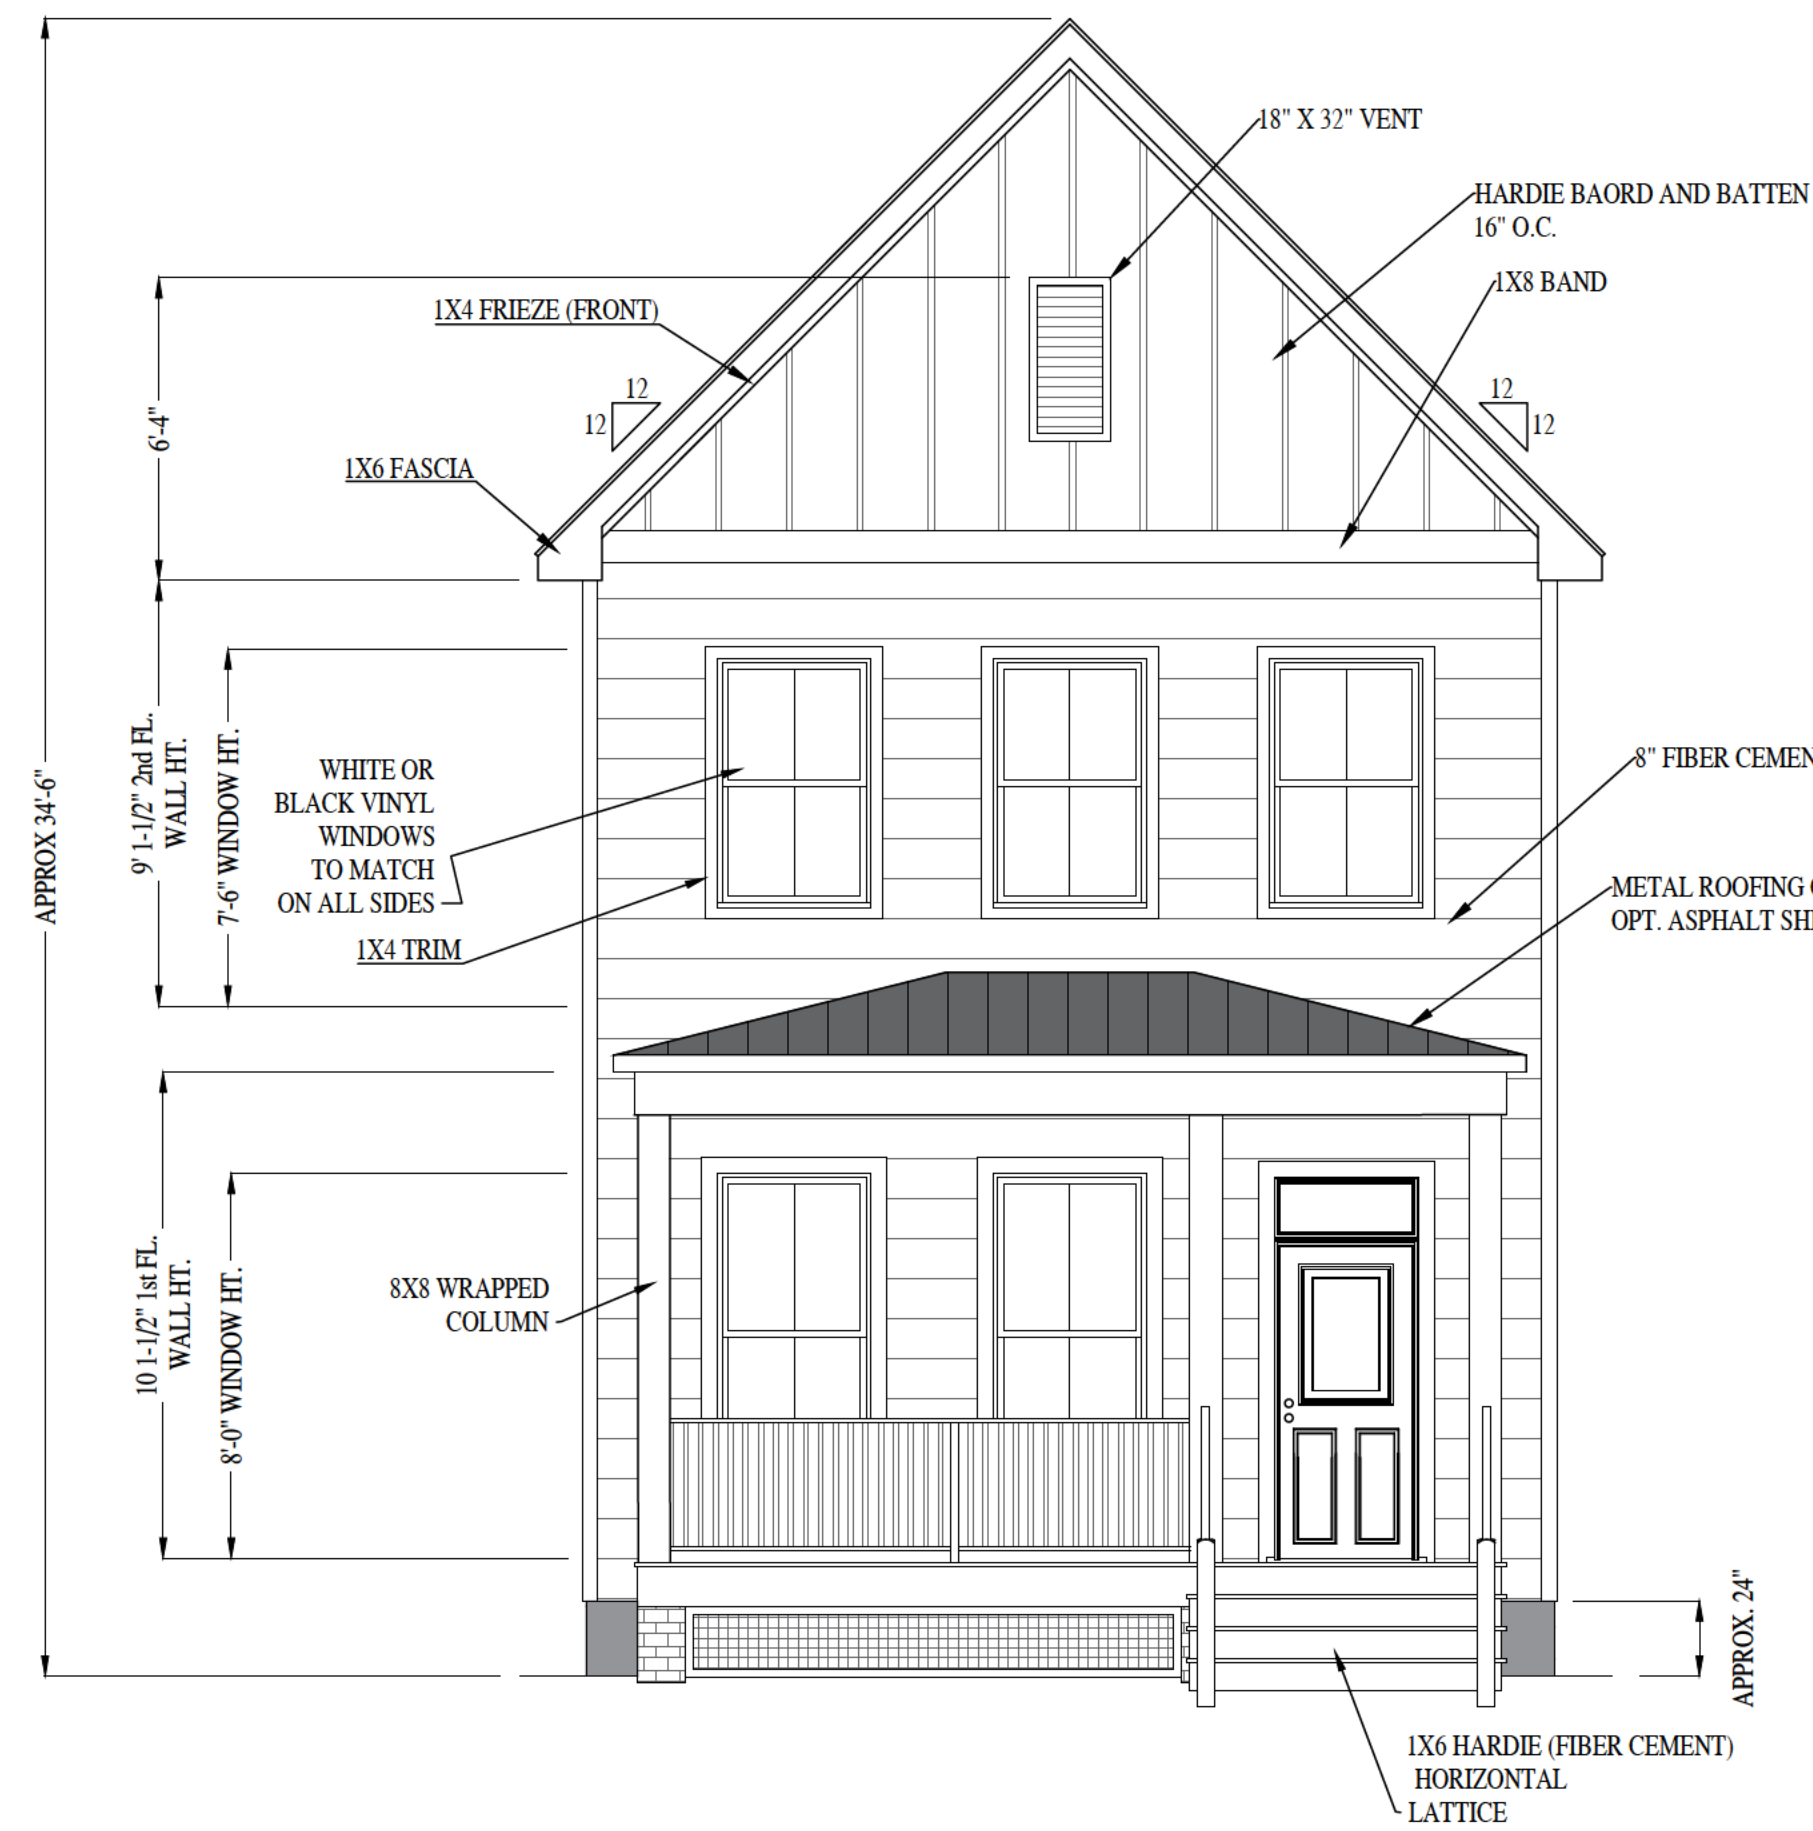 18" X 32" VENT
HARDIE BAORD AND BATTEN
16" O.C.
1X8 BAND
1X4 FRIEZE (FRONT)
12
12
12
12
6'-4"
1X6 FASCIA
APPROX 34'-6"
9' 1-1/2" 2nd FL.
WALL HT.
7'-6" WINDOW HT.
WHITE OR
BLACK VINYL
WINDOWS
TO MATCH
ON ALL SIDES
1X4 TRIM
8" FIBER CEMEN
METAL ROOFING
OPT. ASPHALT
10 1-1/2" 1st FL.
WALL HT.
8'-0" WINDOW HT.
8X8 WRAPPED
COLUMN
APPROX. 24"
1X6 HARDIE (FIBER CEMENT)
HORIZONTAL
LATTICE